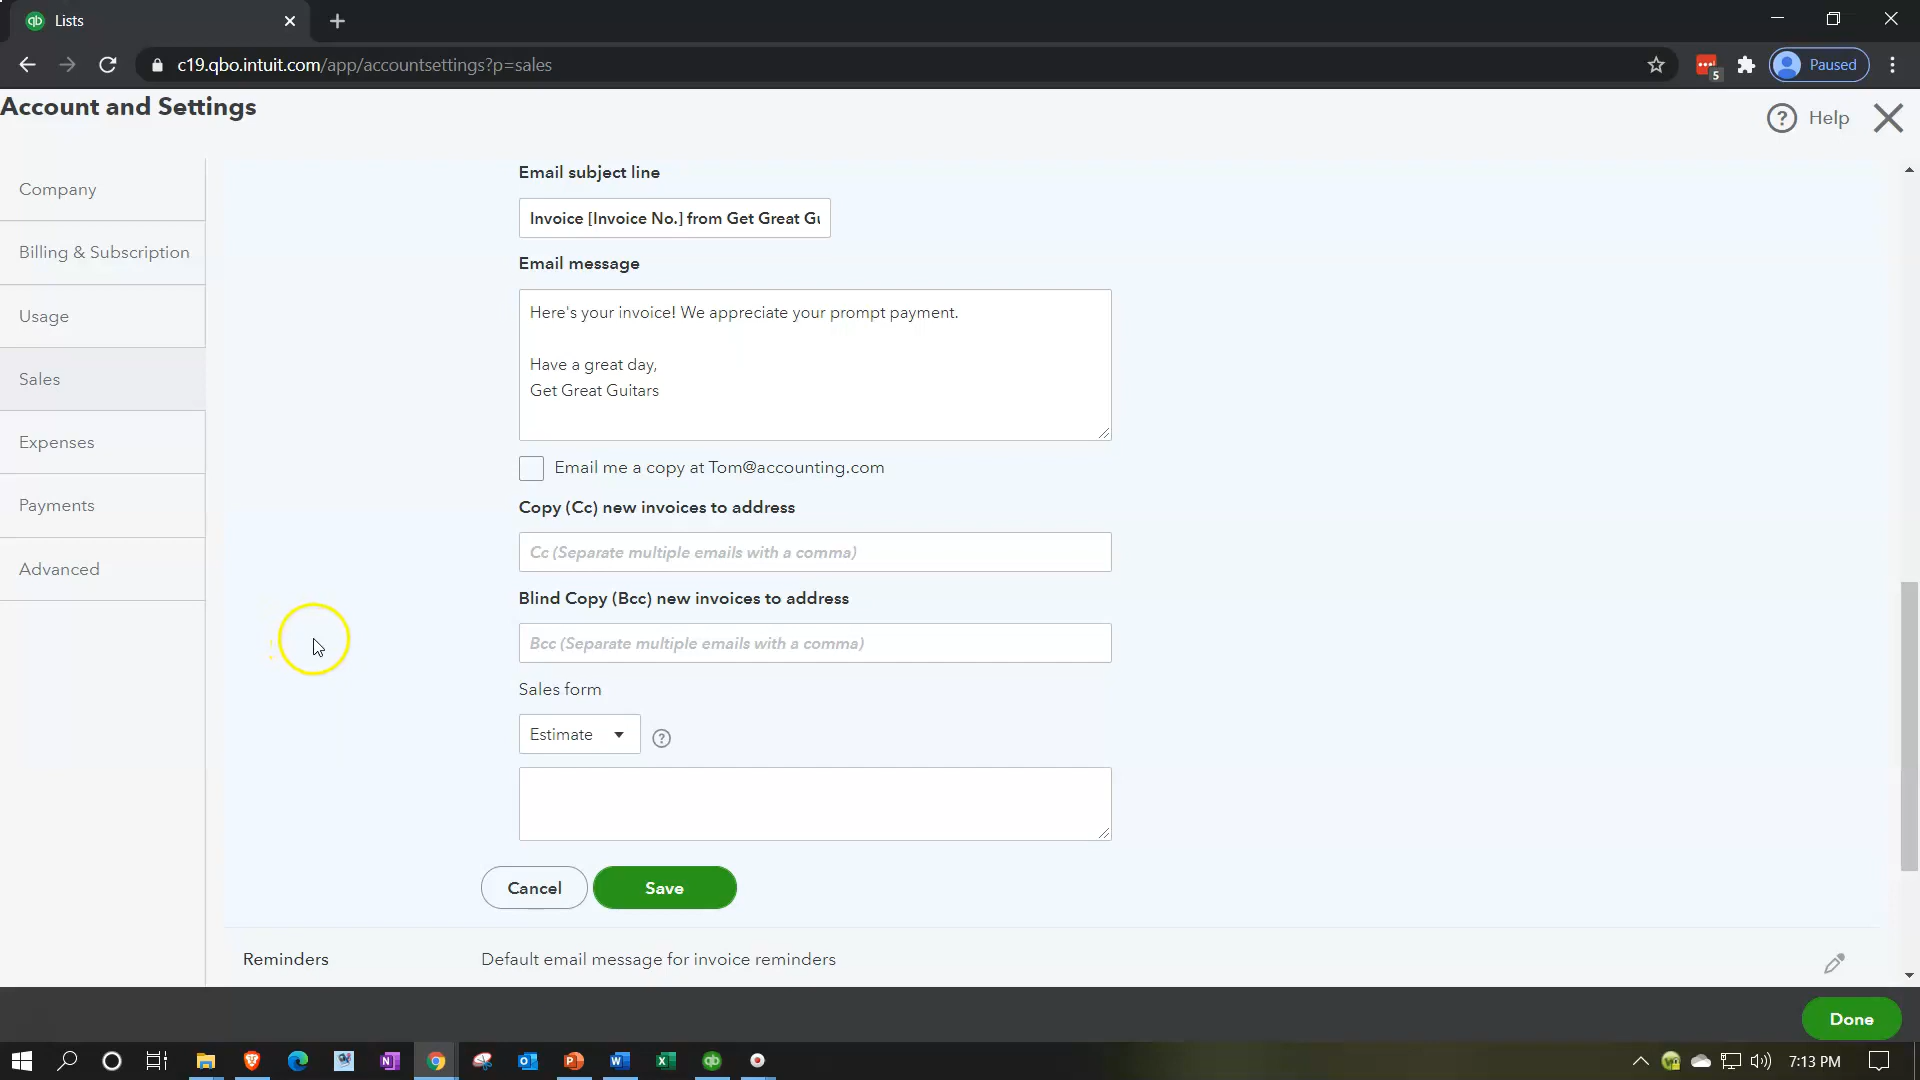 Lists
c19.qbo.intuit.com/app/accountsettings?p=sales
5
Paused
Account and Settings
Help
Company
Billing & Subscription
Usage
Sales
Expenses
Payments
Advanced
Email subject line
Invoice [Invoice No.] from Get Great Gu
Email message
Here's your invoice! We appreciate your prompt payment.
Have a great day,
Get Great Guitars
Email me a copy at Tom@accounting.com
Copy (Cc) new invoices to address
Cc (Separate multiple emails with a comma)
Blind Copy (Bcc) new invoices to address
Bcc (Separate multiple emails with a comma)
Sales form
Estimate
Cancel
Save
Reminders
Default email message for invoice reminders
Done
7:13 PM